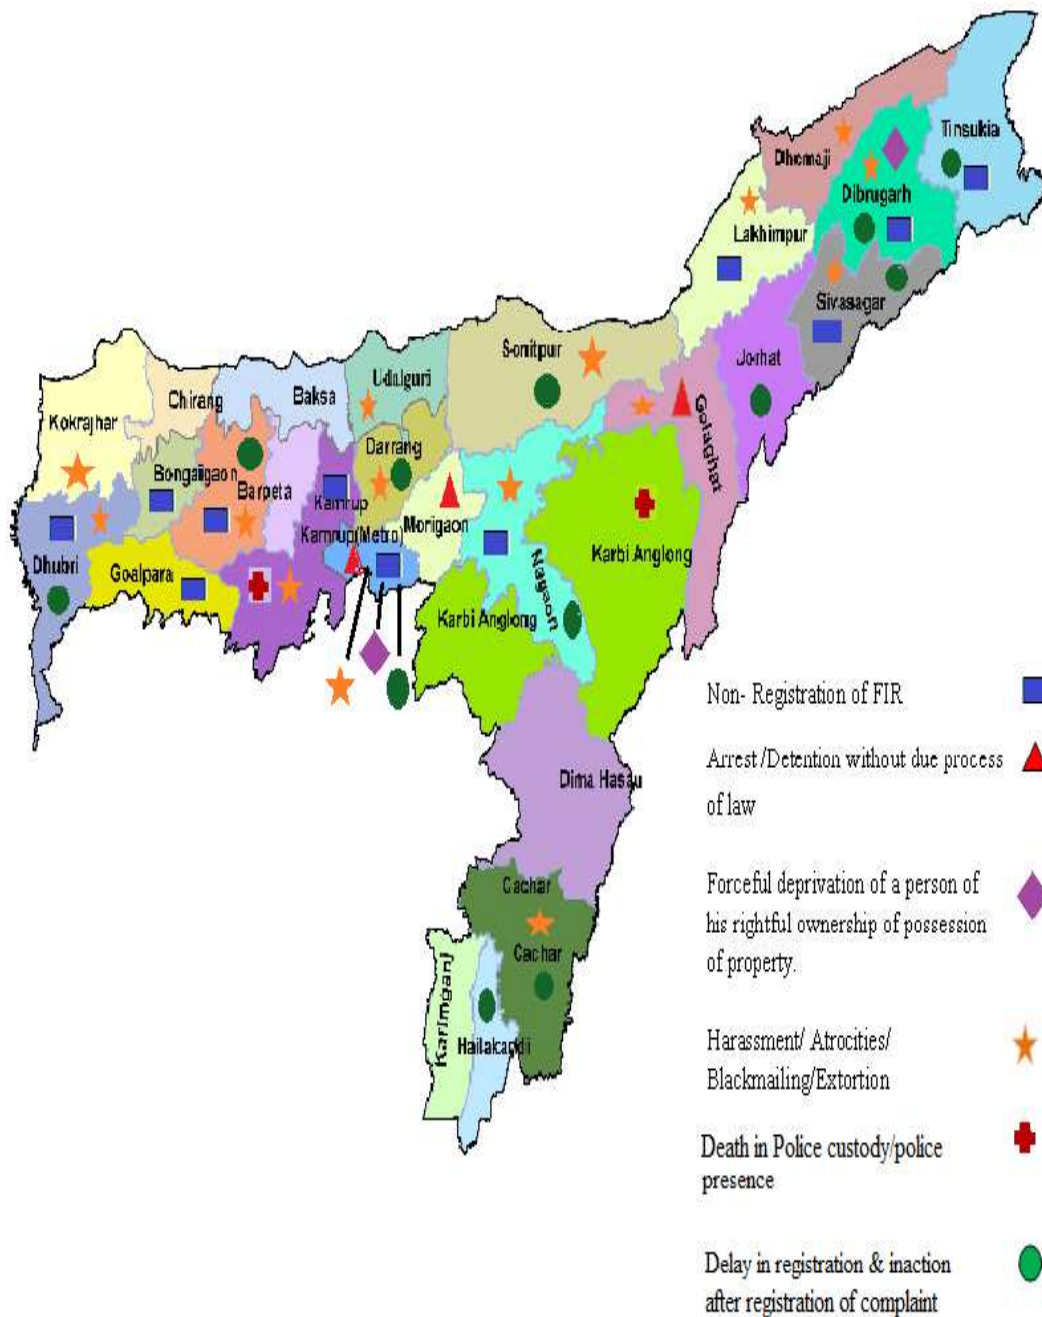 Tinsukia
Dhemaji
Dibrugarh
Lakhimpur
Sivasagar
Sonitpur
Jorhat
Udalguri
Baksa
Chirang
Kokrajhar
Golaghat
Darrang
Bongaigaon
Barpeta
Kamrup
Morigaon
Kamrup(Metro)
Karbi Anglong
Dhubri
Goalpara
Nagaon
Karbi Anglong
Non- Registration of FIR
Arrest /Detention without due process
of law
Dima Hasau
Forceful deprivation of a person of
his rightful ownership of possession
of property.
Cachar
Cachar
Karimganj
Hailakandi
Harassment/ Atrocities/
Blackmailing/Extortion
Death in Police custody/police
presence
Delay in registration & inaction
after registration of complaint